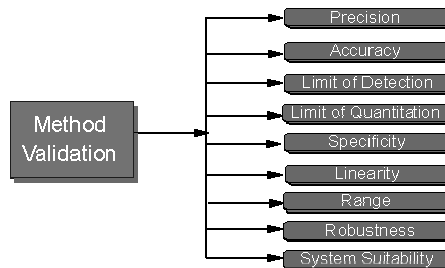 Method
Validation
Precision
Accuracy
Limit of Detection
Limit of Quantitation
Specificity
Linearity
Range
Robustness
System Suitability